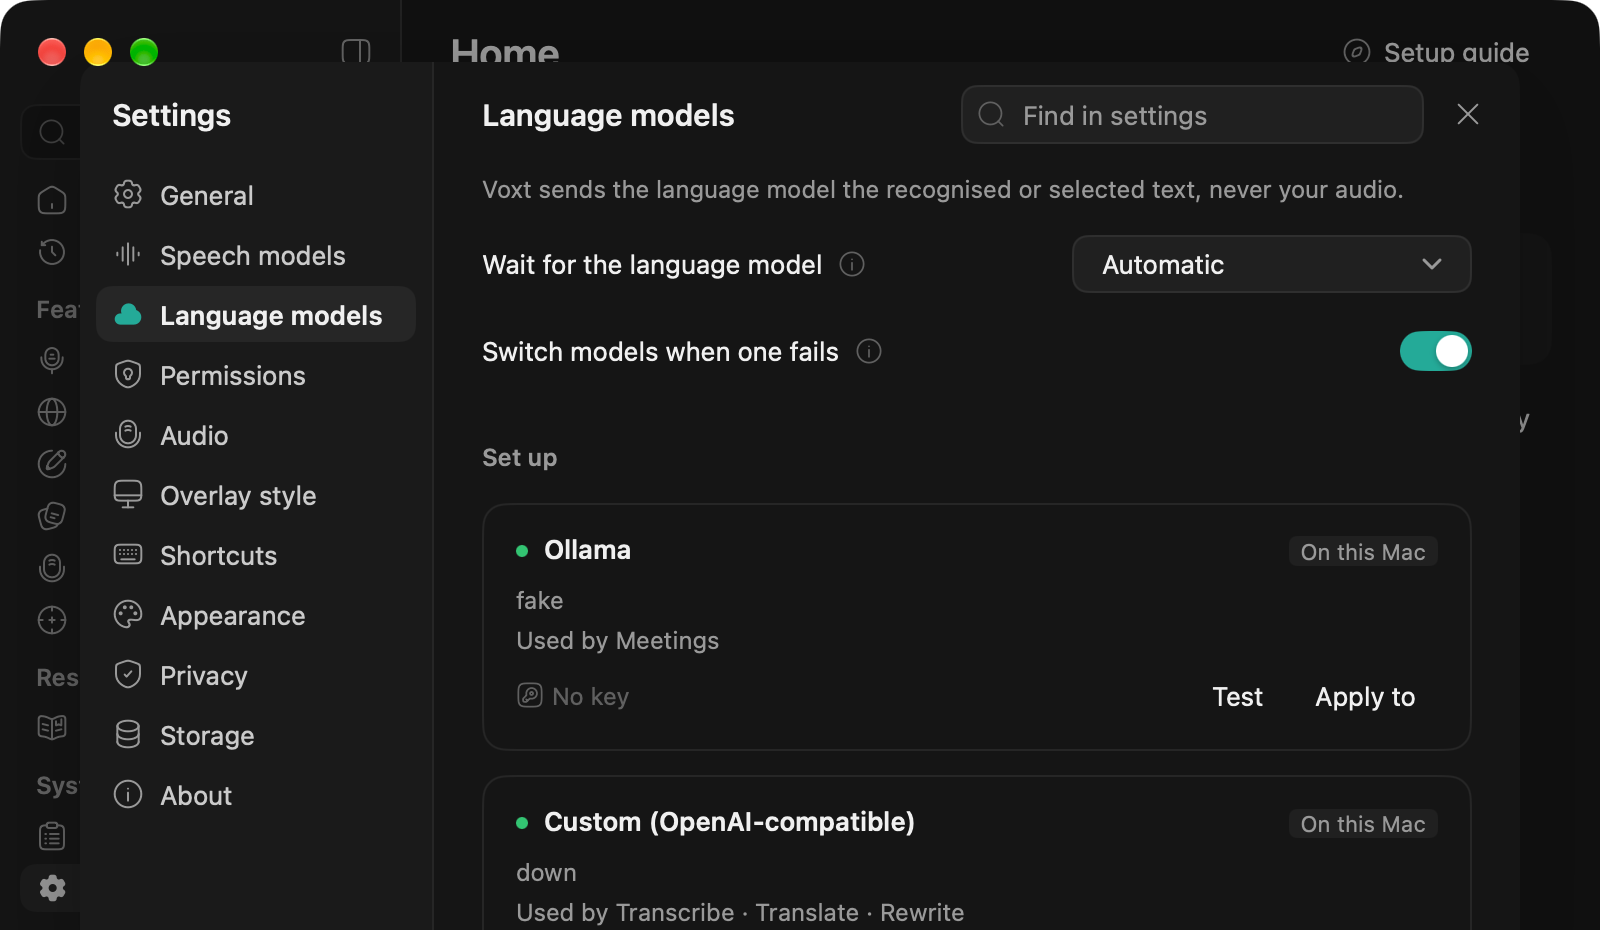 Home
Setup guide
Settings
Language models
Find in settings
General
Speech models
Language models
Permissions
Audio
Overlay style
Shortcuts
Appearance
Privacy
Storage
About
Voxt sends the language model the recognised or selected text, never your audio.
Wait for the language model
Automatic
Switch models when one fails
Set up
Ollama
On this Mac
fake
Used by Meetings
No key
Test
Apply to
Custom (OpenAI-compatible)
On this Mac
down
Used by Transcribe · Translate · Rewrite